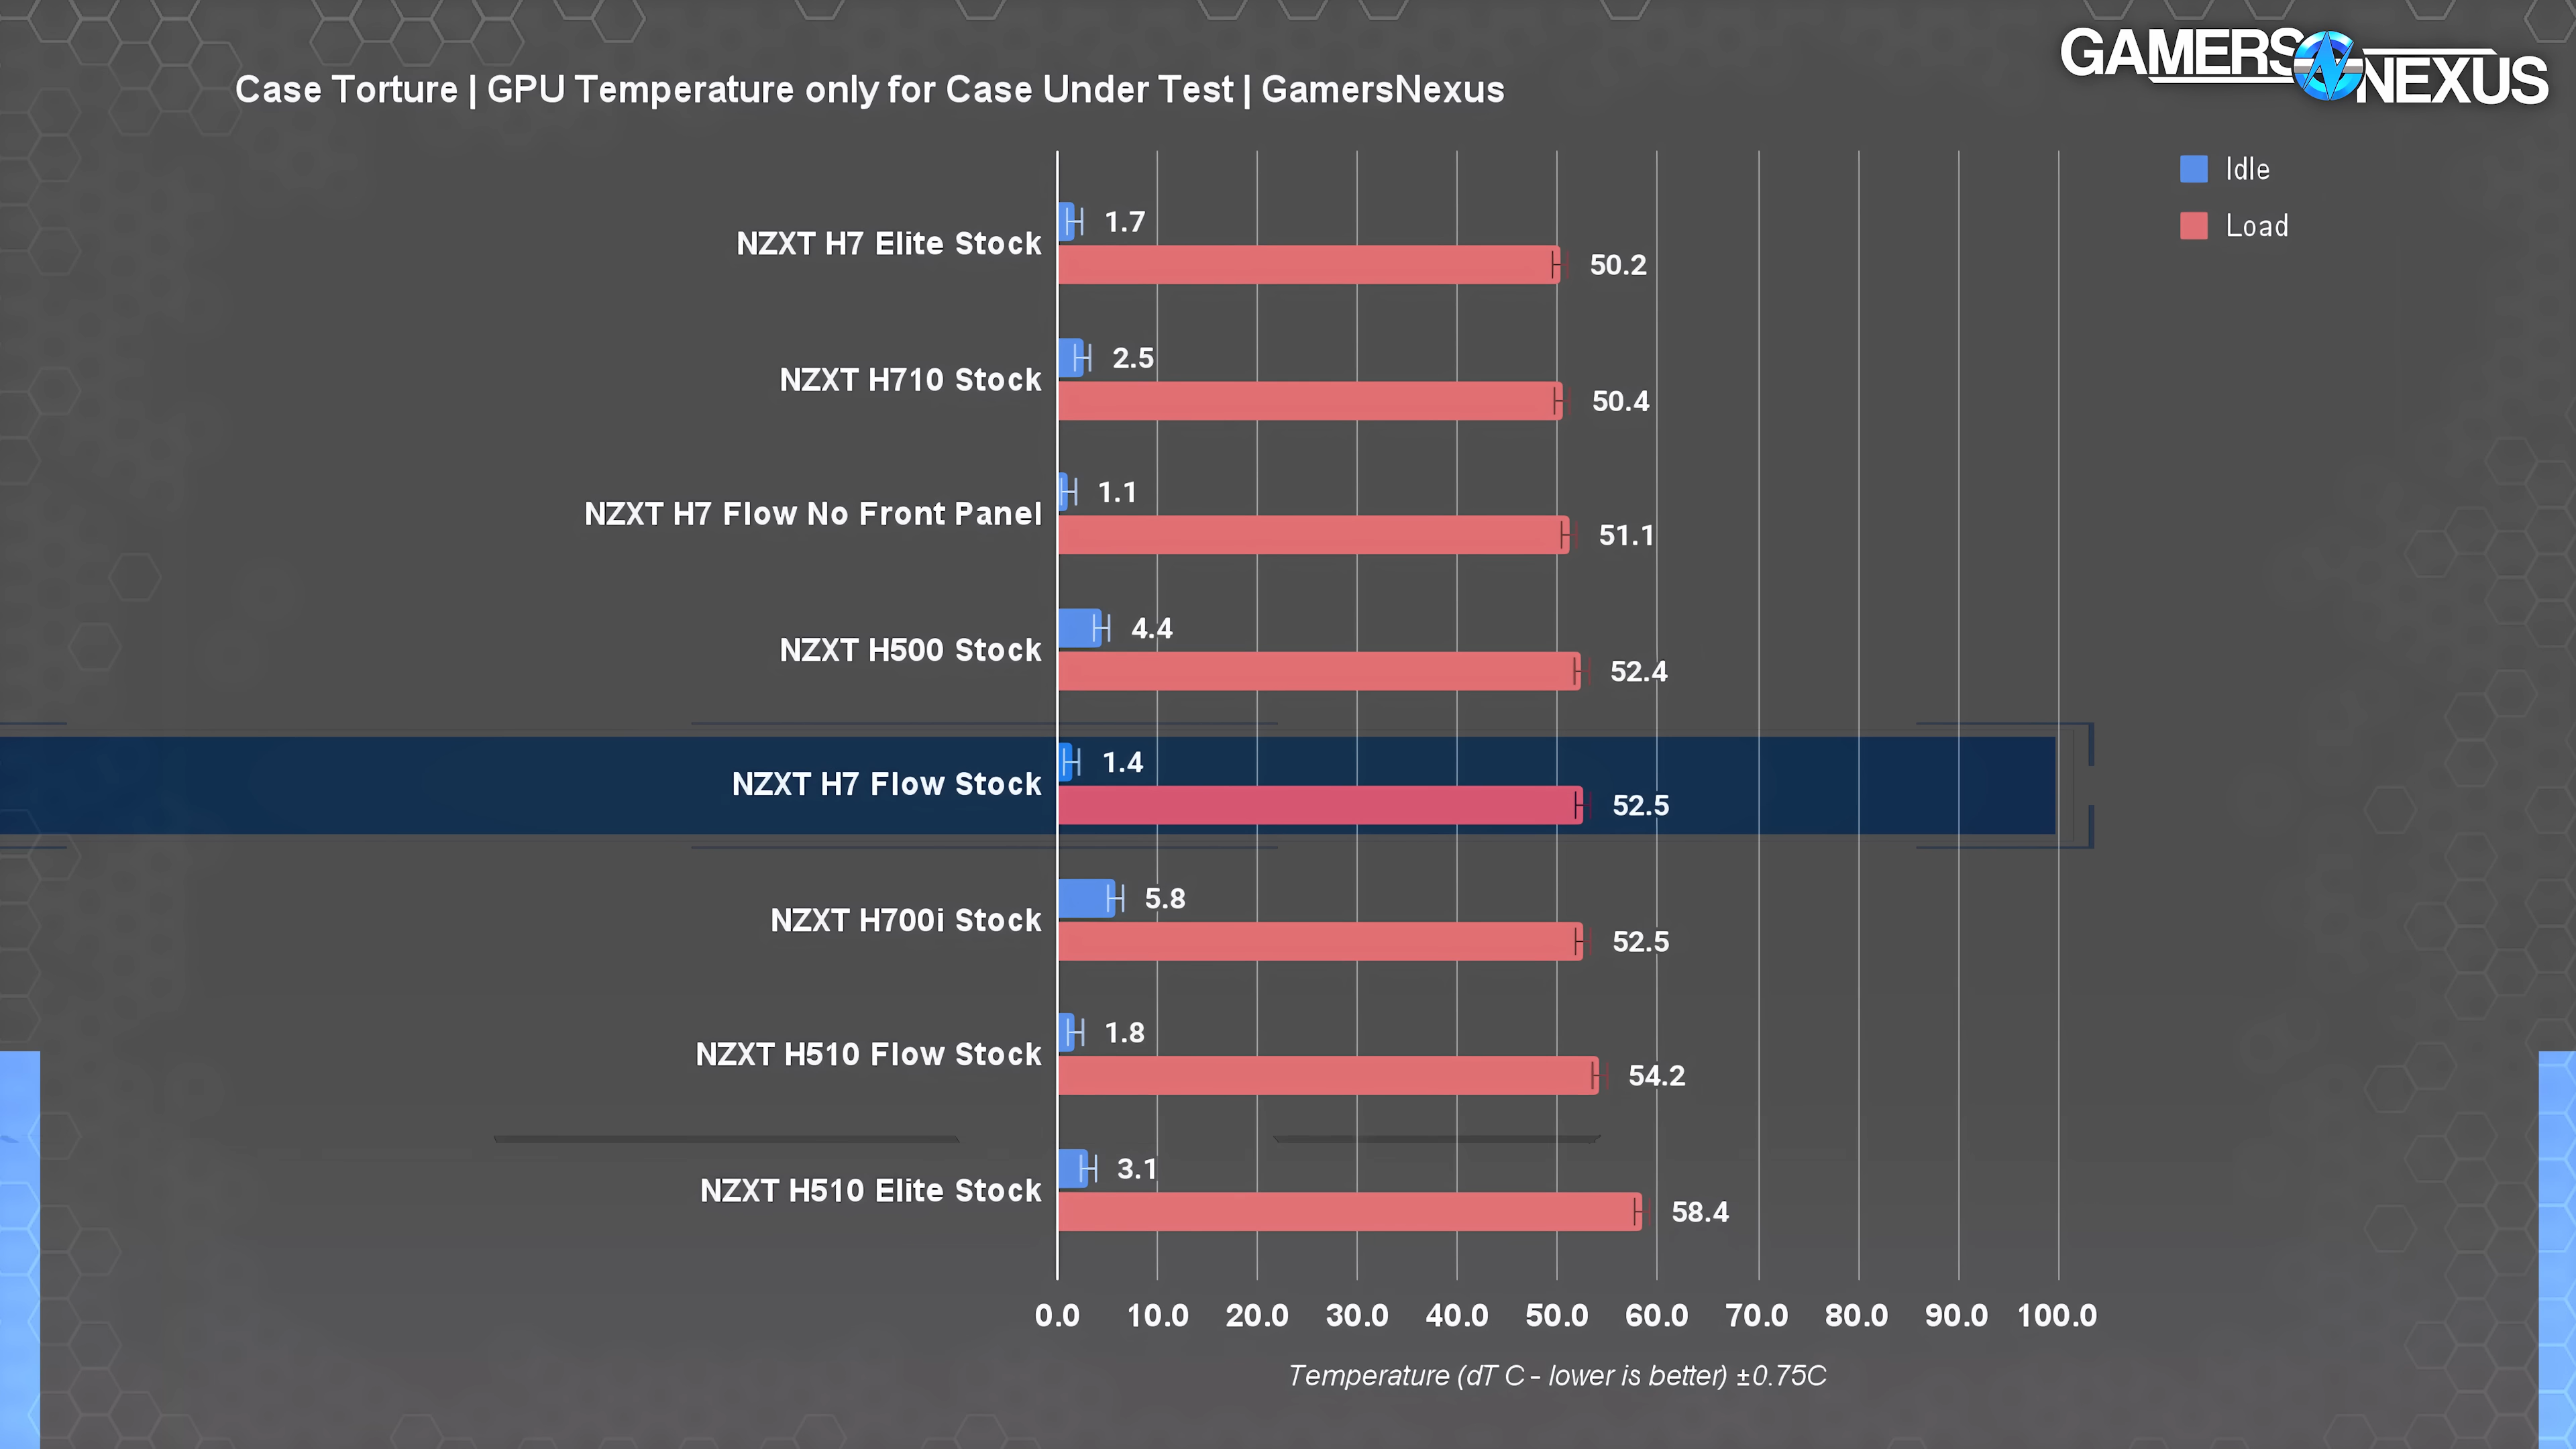 GAMERS NEXUS
Case Torture | GPU Temperature only for Case Under Test | GamersNexus
Idle
Load
NZXT H7 Elite Stock
1.7
50.2
NZXT H710 Stock
2.5
50.4
NZXT H7 Flow No Front Panel
1.1
51.1
NZXT H500 Stock
4.4
52.4
NZXT H7 Flow Stock
1.4
52.5
NZXT H700i Stock
5.8
52.5
NZXT H510 Flow Stock
1.8
54.2
NZXT H510 Elite Stock
3.1
58.4
0.0 10.0 20.0 30.0 40.0 50.0 60.0 70.0 80.0 90.0 100.0
Temperature (dT C - lower is better) ±0.75C